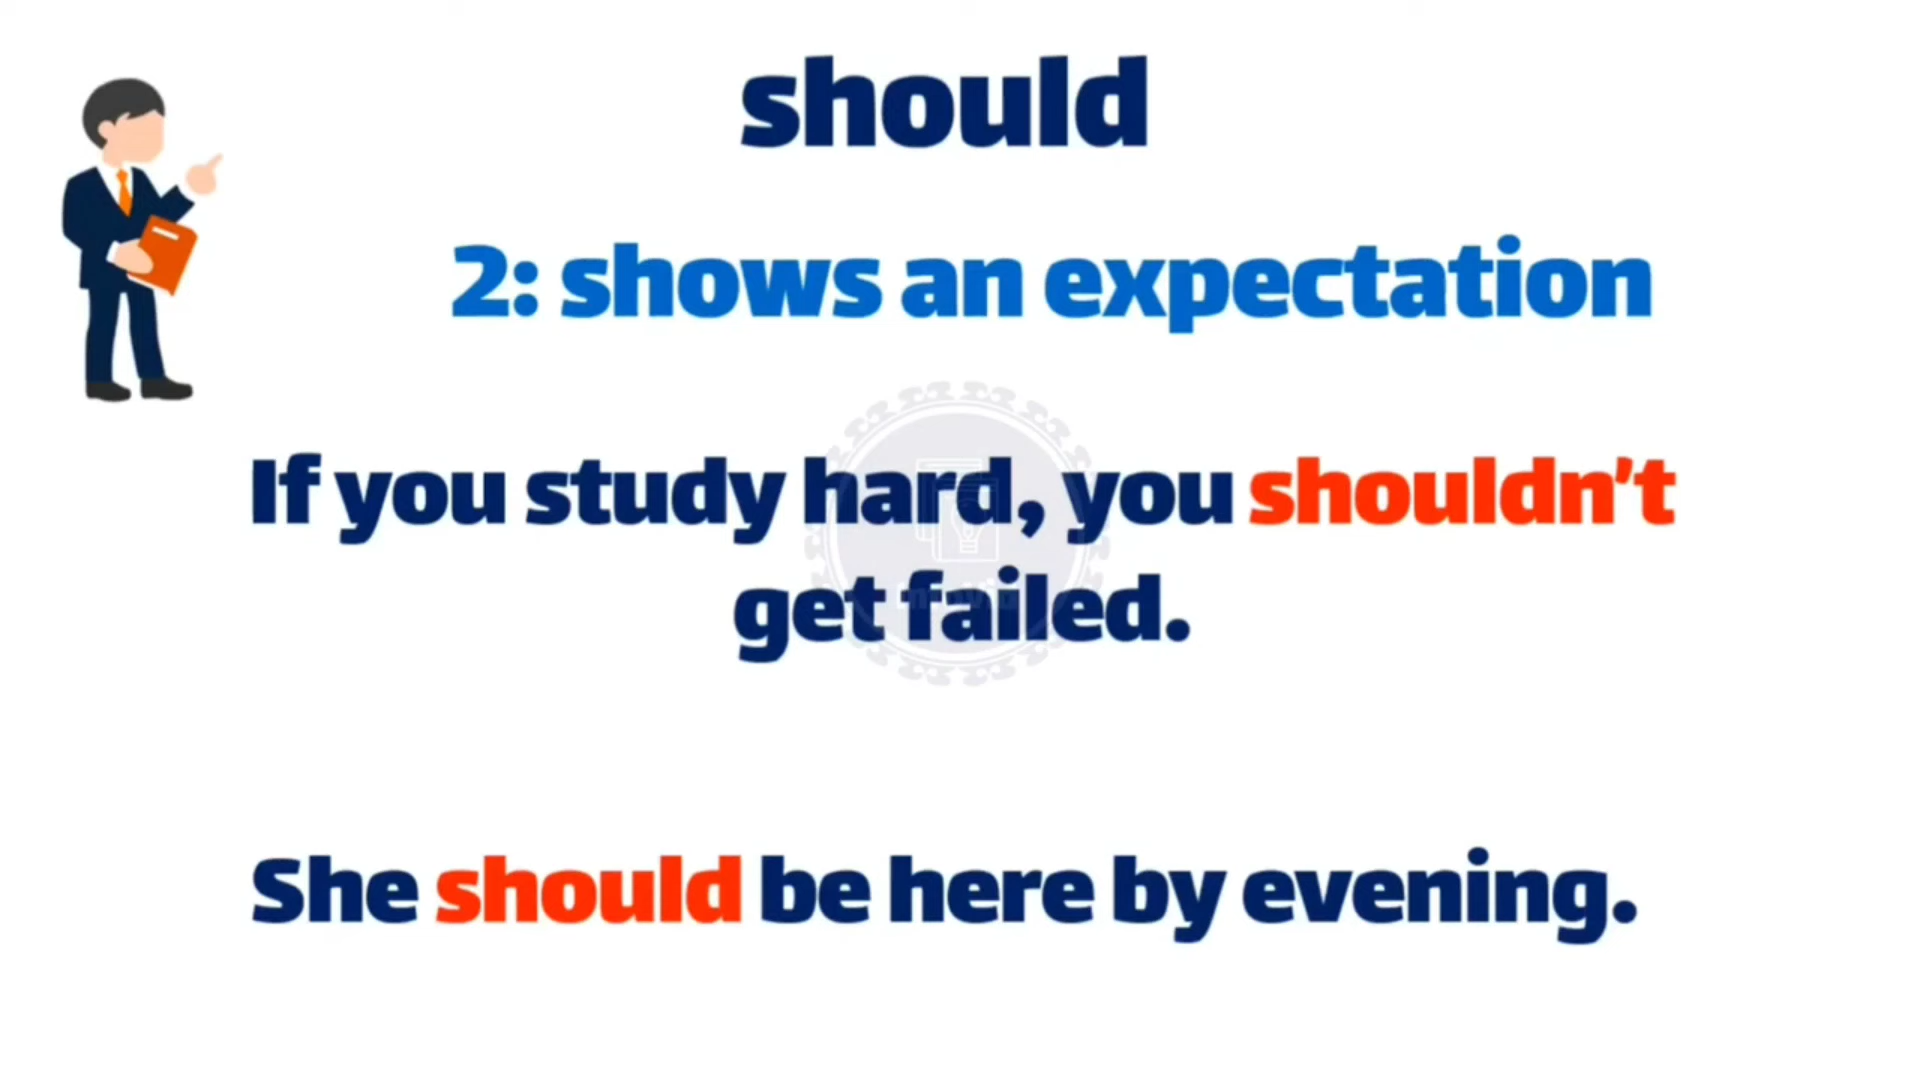 should
2: shows an expectation
If you study hard, you shouldn't
get failed.
She should be here by evening.